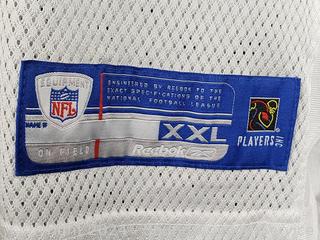 EQUIPMENT
NFL
NAME #
ON FIELD
ENGINEERED BY REEBOK TO THE
EXACT SPECIFICATIONS OF THE
NATIONAL FOOTBALL LEAGUE
XXL
Reebok
PLAYERS INC